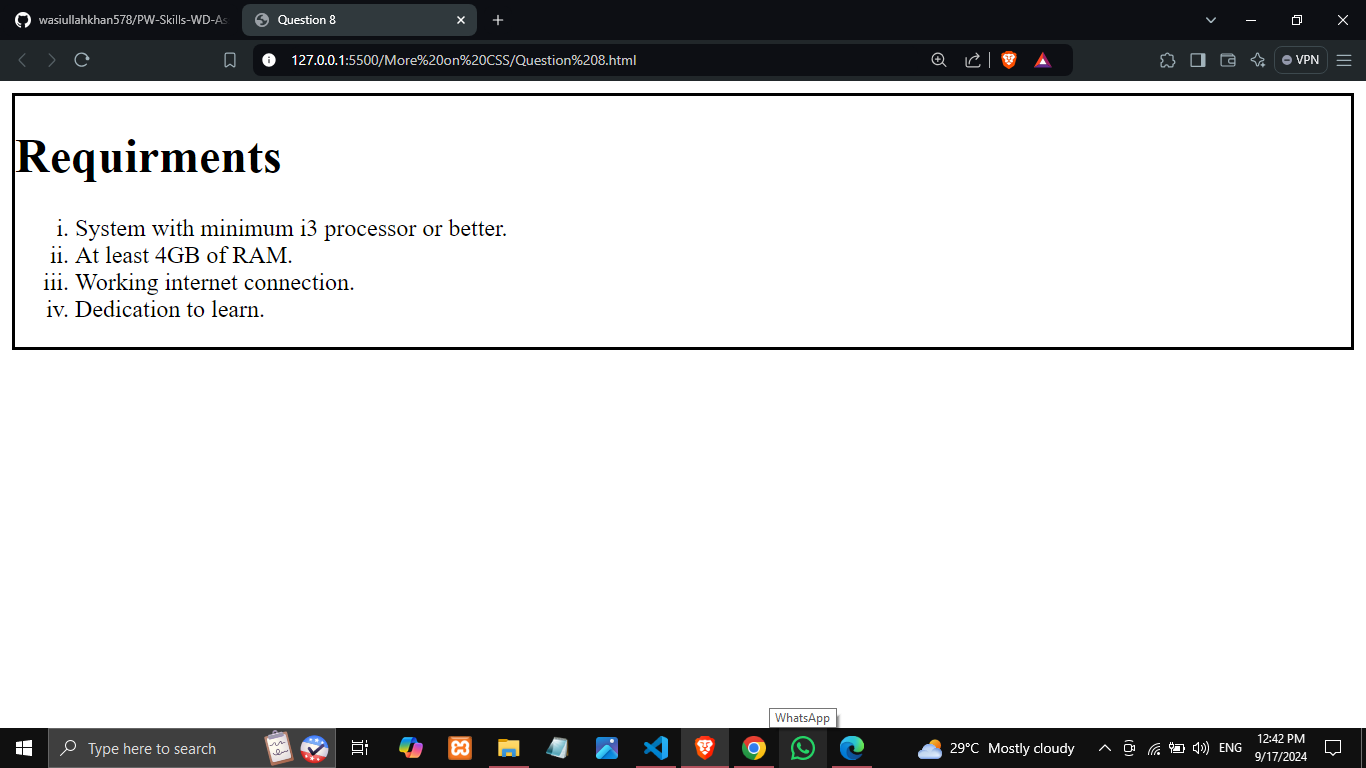 wasiullahkhan578/PW-Skills-WD-As
Question 8
127.0.0.1:5500/More%20on%20CSS/Question%208.html
VPN
Requirments
i. System with minimum i3 processor or better.
ii. At least 4GB of RAM.
iii. Working internet connection.
iv. Dedication to learn.
WhatsApp
Type here to search
29°C Mostly cloudy
ENG
12:42 PM
9/17/2024